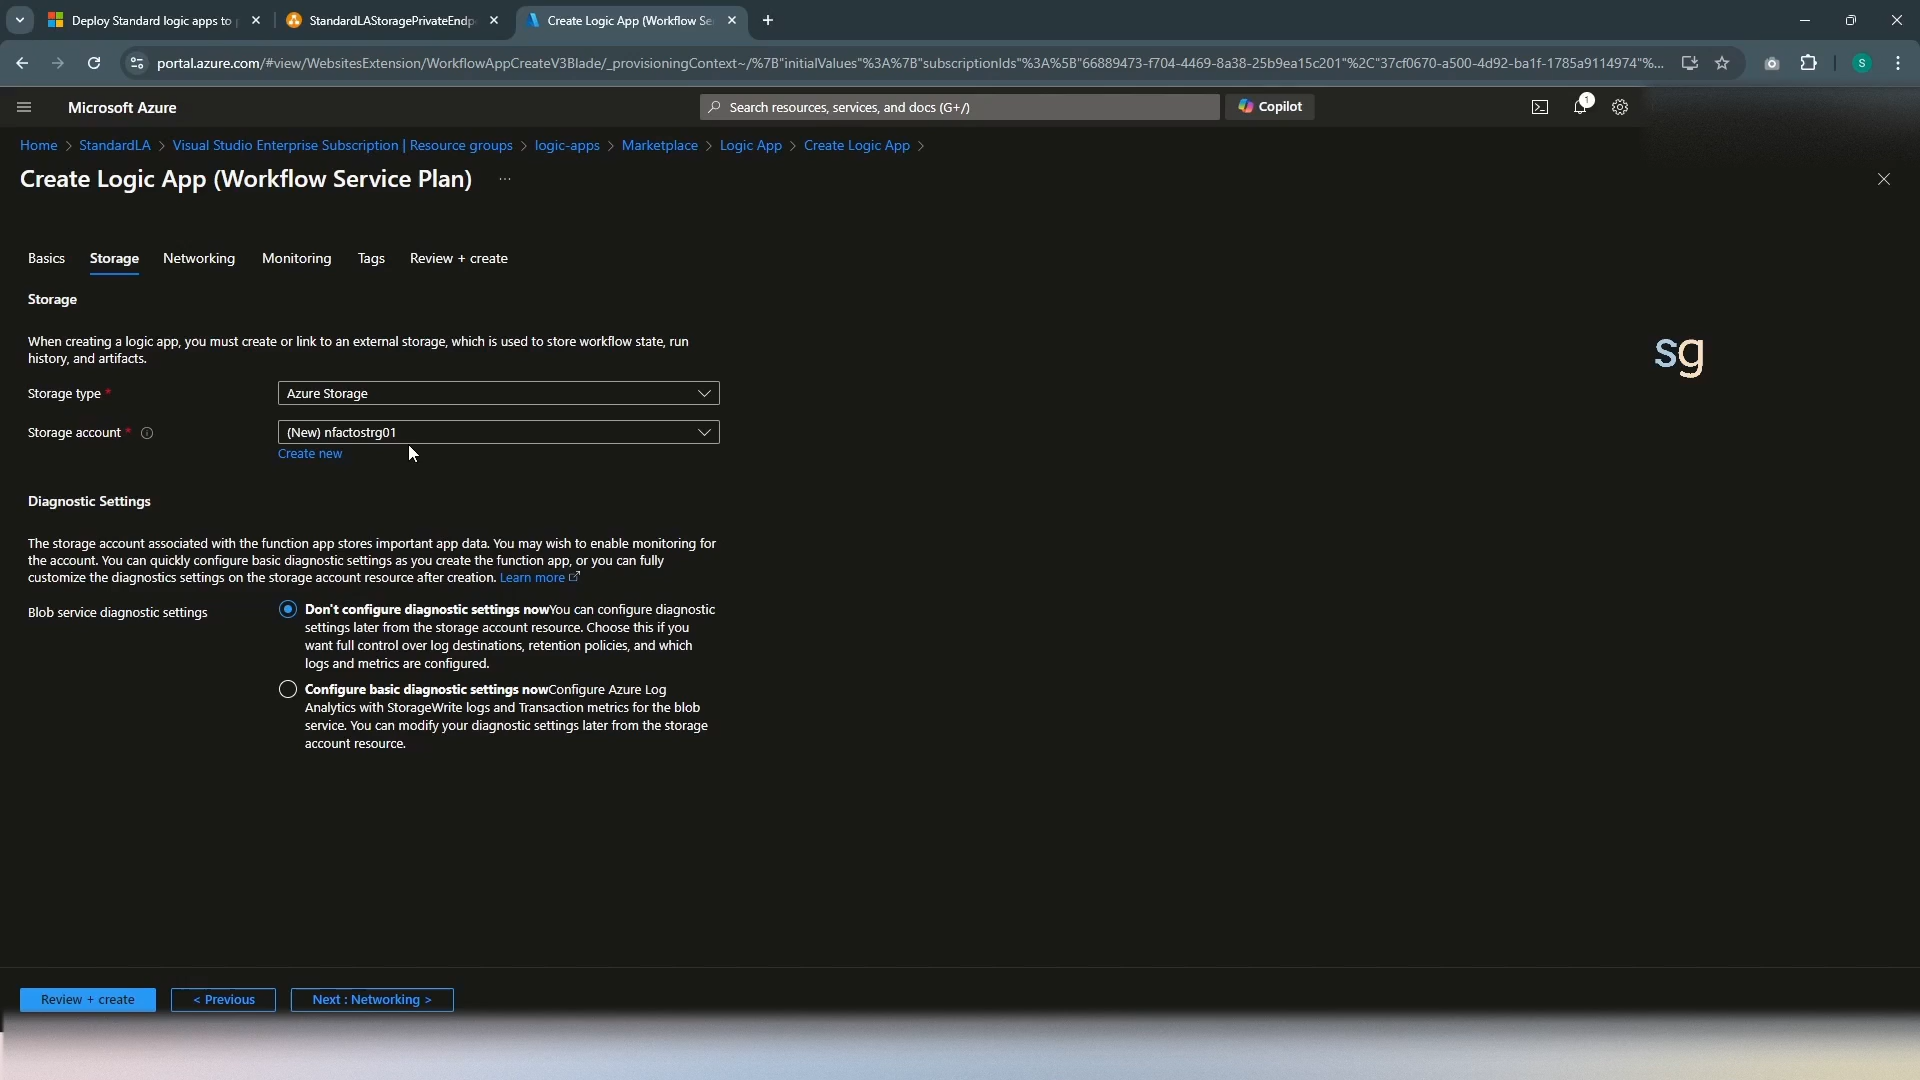 Deploy Standard logic apps to p
StandardLAStoragePrivateEndp
Create Logic App (Workflow Se
portal.azure.com/#view/WebsitesExtension/WorkflowAppCreateV3Blade/_provisioningContext~/%7B"initialValues"%3A%7B"subscriptionIds"%3A%5B"66889473-f704-4469-8a38-25b9ea15c201"%2C"37cf0670-a500-4d92-ba1f-1785a9114974"%...
S
Microsoft Azure
Search resources, services, and docs (G+/)
Copilot
1
Home > StandardLA > Visual Studio Enterprise Subscription | Resource groups > logic-apps > Marketplace > Logic App > Create Logic App >
Create Logic App (Workflow Service Plan) ...
Basics Storage Networking Monitoring Tags Review + create
Storage
When creating a logic app, you must create or link to an external storage, which is used to store workflow state, run
history, and artifacts.
Storage type * Azure Storage
Storage account * (New) nfactostrg01
Create new
sg
Diagnostic Settings
The storage account associated with the function app stores important app data. You may wish to enable monitoring for
the account. You can quickly configure basic diagnostic settings as you create the function app, or you can fully
customize the diagnostics settings on the storage account resource after creation. Learn more
Blob service diagnostic settings
Don't configure diagnostic settings nowYou can configure diagnostic
settings later from the storage account resource. Choose this if you
want full control over log destinations, retention policies, and which
logs and metrics are configured.
Configure basic diagnostic settings nowConfigure Azure Log
Analytics with StorageWrite logs and Transaction metrics for the blob
service. You can modify your diagnostic settings later from the storage
account resource.
Review + create
< Previous
Next : Networking >